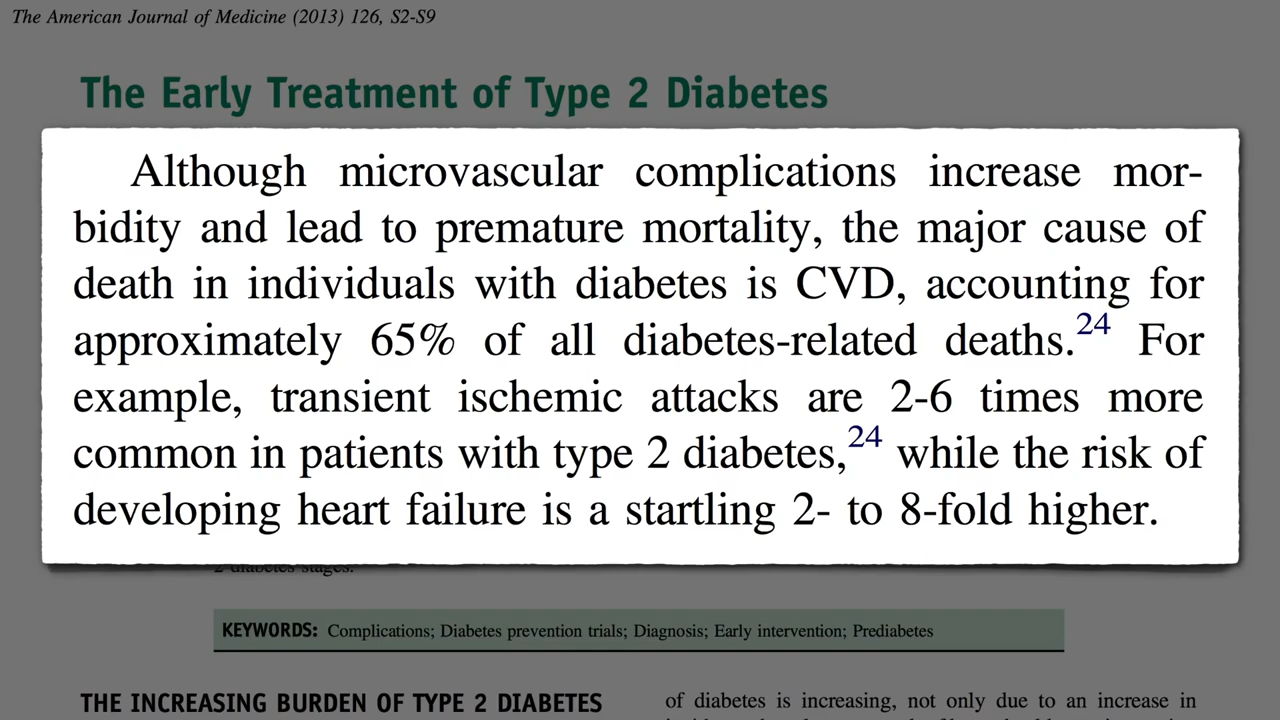 The American Journal of Medicine (2013) 126, S2-S9
The Early Treatment of Type 2 Diabetes
Although microvascular complications increase mor-
bidity and lead to premature mortality, the major cause of
death in individuals with diabetes is CVD, accounting for
approximately 65% of all diabetes-related deaths.24 For
example, transient ischemic attacks are 2-6 times more
common in patients with type 2 diabetes,24 while the risk of
developing heart failure is a startling 2- to 8-fold higher.
2 diabetes stages.
KEYWORDS: Complications; Diabetes prevention trials; Diagnosis; Early intervention; Prediabetes
THE INCREASING BURDEN OF TYPE 2 DIABETES
of diabetes is increasing, not only due to an increase in